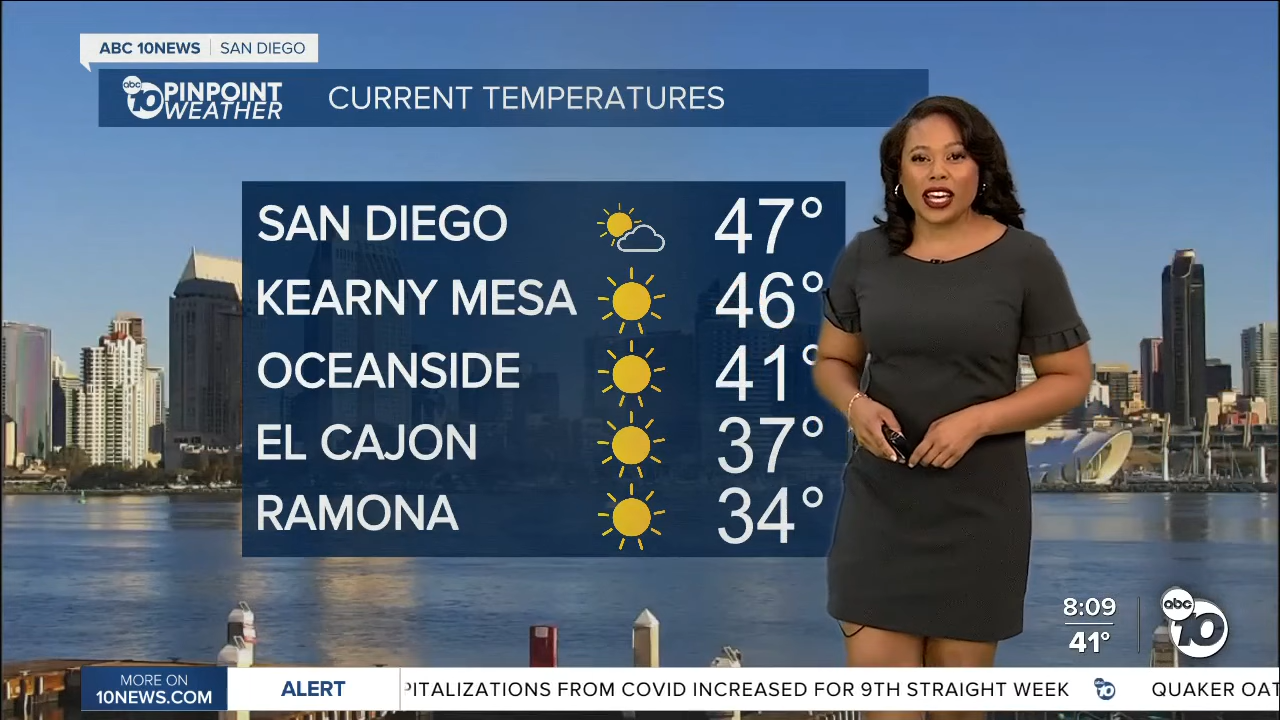 ABC 10NEWS | SAN DIEGO
abc 10 PINPOINT WEATHER
CURRENT TEMPERATURES
SAN DIEGO 47°
KEARNY MESA 46°
OCEANSIDE 41°
EL CAJON 37°
RAMONA 34°
8:09
41°
abc 10
MORE ON
10NEWS.COM
ALERT
PITALIZATIONS FROM COVID INCREASED FOR 9TH STRAIGHT WEEK abc 10 QUAKER OAT